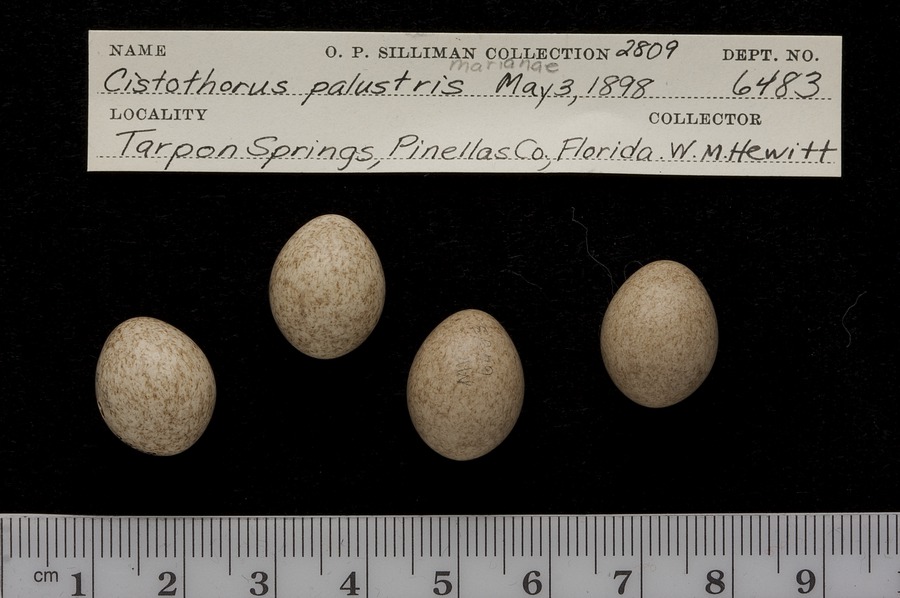 NAME O. P. SILLIMAN COLLECTION 2809 DEPT. NO.
marianae
Cistothorus palustris May 3, 1898 6483
LOCALITY COLLECTOR
Tarpon Springs, Pinellas Co., Florida. W. M. Hewitt
cm 1 2 3 4 5 6 7 8 9